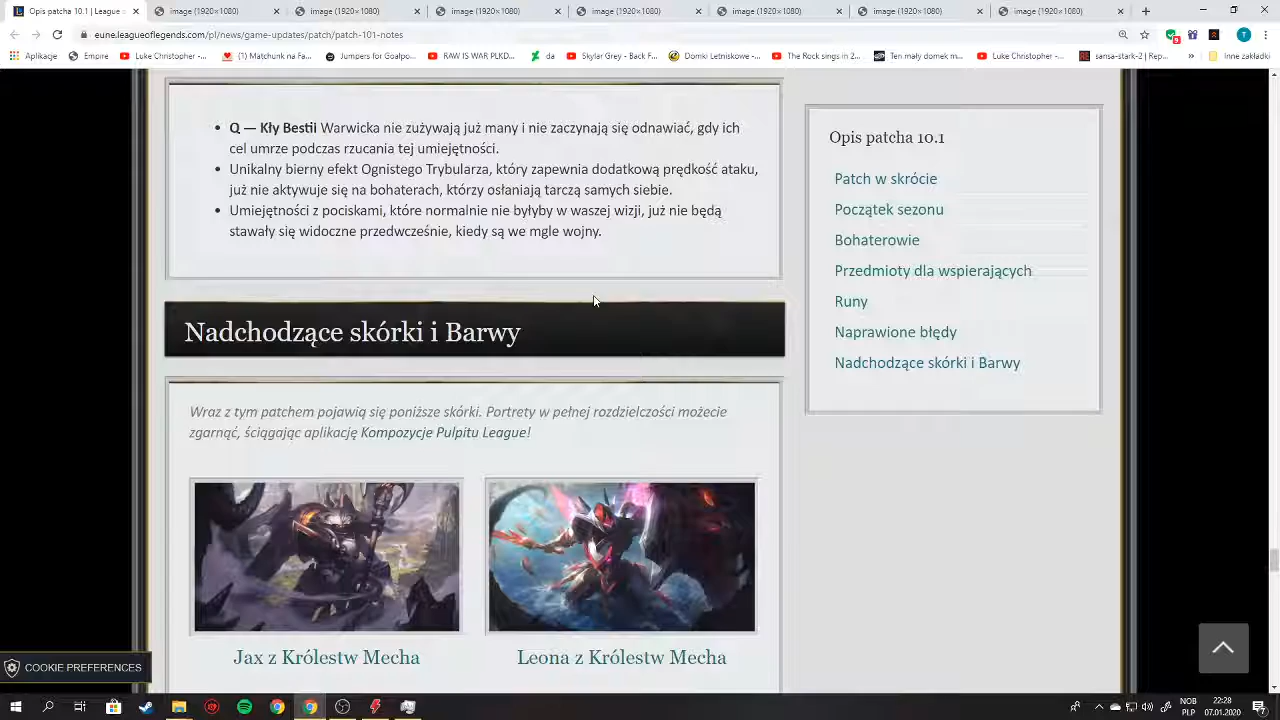 Opis patcha 10.1 | League o
image (1920×1080)
image (1920×1080)
image (1920×1080)
image (1920×1080)
image (1920×1080)
image (1920×1080)
image (1920×1080)
eune.leagueoflegends.com/pl/news/game-updates/patch/patch-101-notes
Aplikacje
Empire
Luke Christopher -...
(1) Matchunk na Fa...
Jumpers for Goalpo...
RAW IS WAR PLKD...
da
Skylar Grey - Back F...
Domki Letniskowe -...
The Rock sings in 2...
Ten mały domek m...
Luke Christopher -...
sansa-stark-2 | Rep...
»
Inne zakładki
• Q — Kły Bestii Warwicka nie zużywają już many i nie zaczynają się odnawiać, gdy ich
cel umrze podczas rzucania tej umiejętności.
• Unikalny bierny efekt Ognistego Trybularza, który zapewnia dodatkową prędkość ataku,
już nie aktywuje się na bohaterach, którzy osłaniają tarczą samych siebie.
• Umiejętności z pociskami, które normalnie nie byłyby w waszej wizji, już nie będą
stawały się widoczne przedwcześnie, kiedy są we mgle wojny.
Nadchodzące skórki i Barwy
Wraz z tym patchem pojawią się poniższe skórki. Portrety w pełnej rozdzielczości możecie
zgarnąć, ściągając aplikację Kompozycje Pulpitu League!
Jax z Królestw Mecha
Leona z Królestw Mecha
Opis patcha 10.1
Patch w skrócie
Początek sezonu
Bohaterowie
Przedmioty dla wspierających
Runy
Naprawione błędy
Nadchodzące skórki i Barwy
COOKIE PREFERENCES
NOB
PLP
22:28
07.01.2020